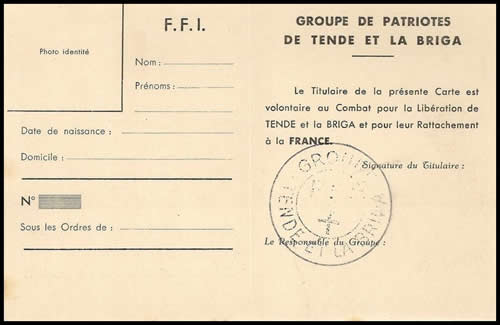 F.F.I.
Photo identité
Nom :
Prénoms :
Date de naissance :
Domicile :
N°
Sous les Ordres de :
GROUPE DE PATRIOTES
DE TENDE ET LA BRIGA
Le Titulaire de la présente Carte est
volontaire au Combat pour la Libération de
TENDE et la BRIGA et pour leur Rattachement
à la FRANCE.
Signature du Titulaire :
GROUPE
TENDE ET LA BRIGA
Le Responsable du Groupe :